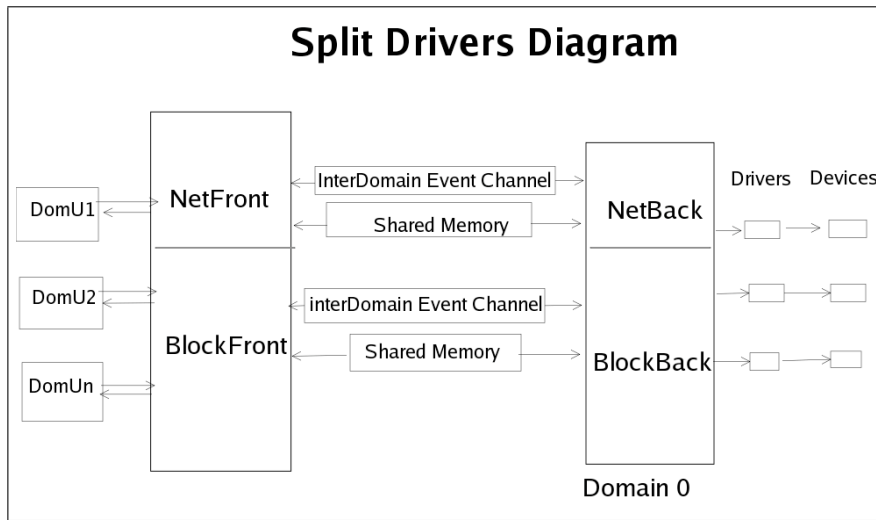 Split Drivers Diagram
InterDomain Event Channel
Drivers
Devices
DomU1
NetFront
Shared Memory
NetBack
DomU2
interDomain Event Channel
BlockFront
Shared Memory
BlockBack
DomUn
Domain 0